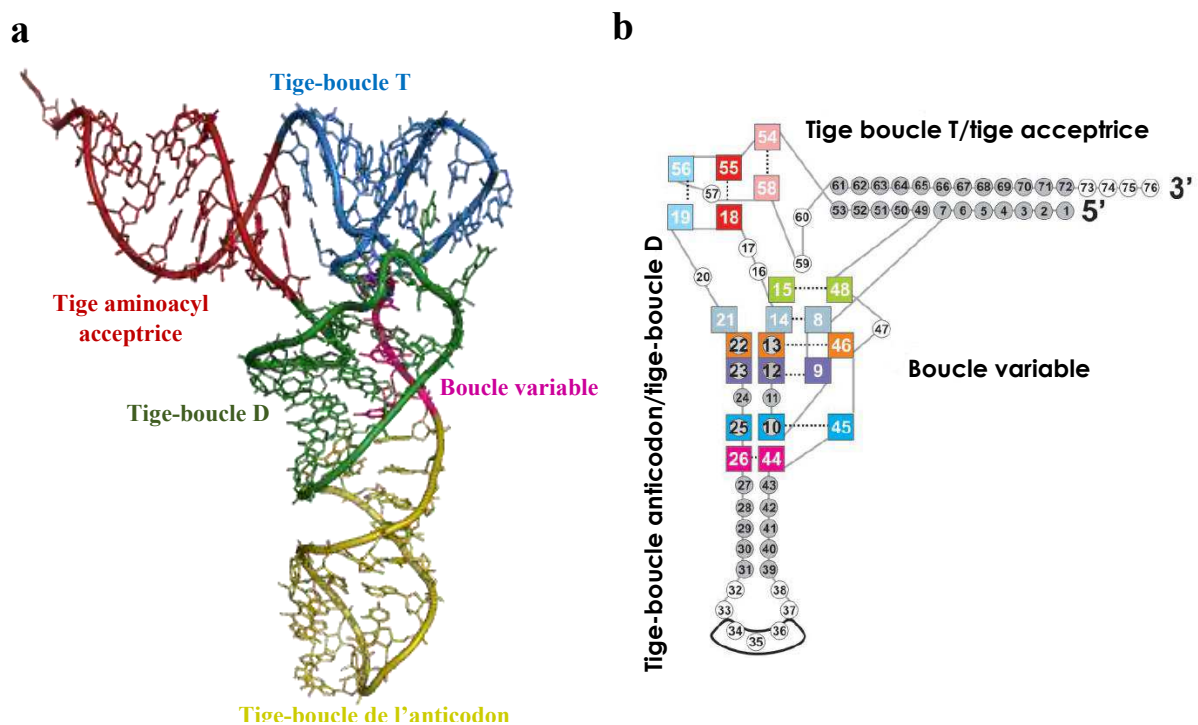 a
b
Tige-boucle T
Tige aminoacyl
acceptrice
Tige-boucle D
Boucle variable
Tige-boucle de l'anticodon
Tige boucle T/tige acceptrice
54
56 55
58
57
61 62 63 64 65 66 67 68 69 70 71 72 73 74 75 76 3'
53 52 51 50 49 7 6 5 4 3 2 1 5'
19 18
60
17
59
16
20
15 48
21 14 8
47
22 13 46
23 12 9
Boucle variable
24 11
25 10 45
26 44
27 43
28 42
29 41
30 40
31 39
32 38
33 37
34 36
35
Tige-boucle anticodon/tige-boucle D